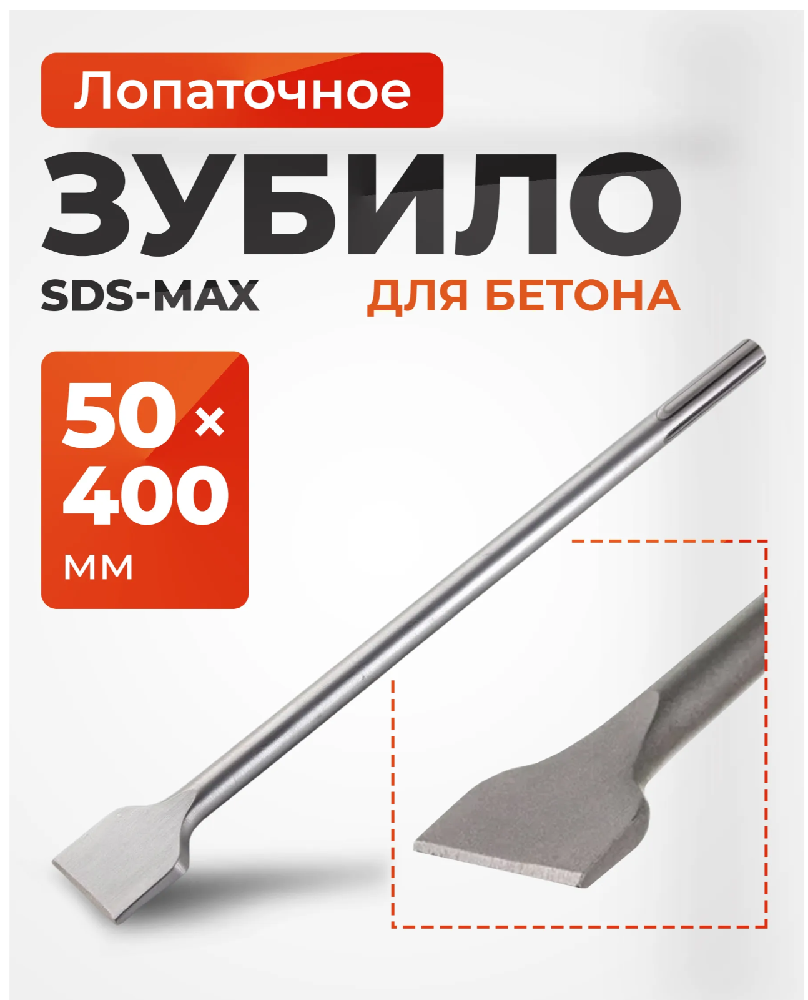 Лопаточное
ЗУБИЛО
SDS-MAX ДЛЯ БЕТОНА
50 ×
400
мм